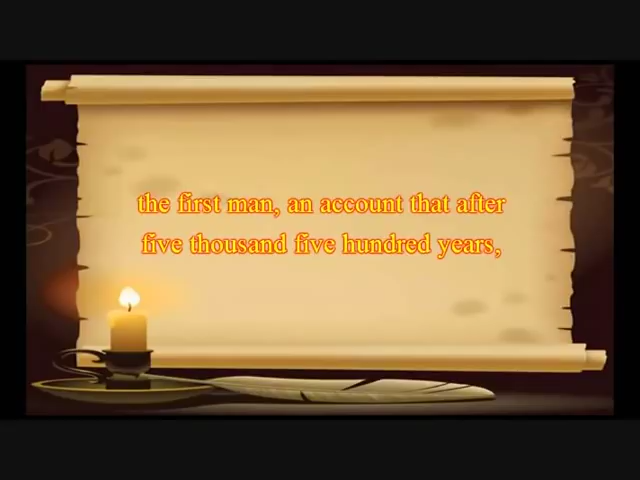 the first man, an account that after
five thousand five hundred years,